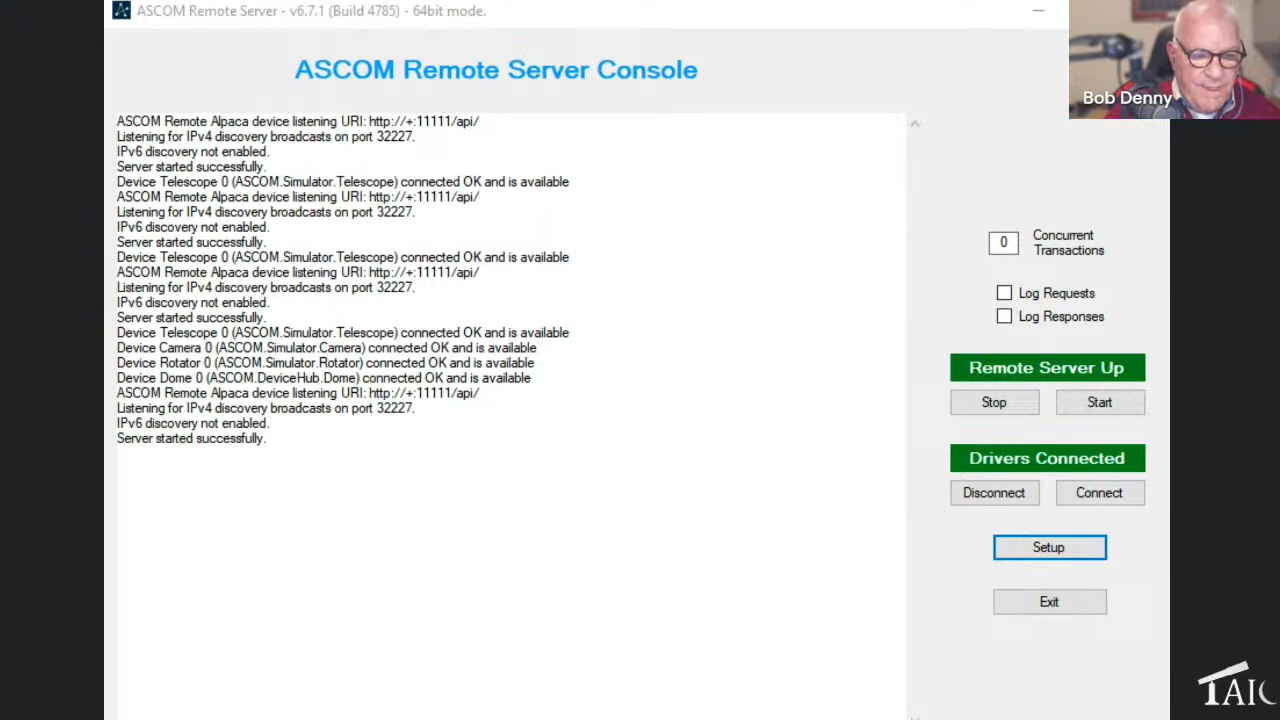 ASCOM Remote Server - v6.7.1 (Build 4785) - 64bit mode.
ASCOM Remote Server Console
Bob Denny
ASCOM Remote Alpaca device listening URI: http://+:11111/api/
Listening for IPv4 discovery broadcasts on port 32227.
IPv6 discovery not enabled.
Server started successfully.
Device Telescope 0 (ASCOM.Simulator.Telescope) connected OK and is available
ASCOM Remote Alpaca device listening URI: http://+:11111/api/
Listening for IPv4 discovery broadcasts on port 32227.
IPv6 discovery not enabled.
Server started successfully.
Device Telescope 0 (ASCOM.Simulator.Telescope) connected OK and is available
ASCOM Remote Alpaca device listening URI: http://+:11111/api/
Listening for IPv4 discovery broadcasts on port 32227.
IPv6 discovery not enabled.
Server started successfully.
Device Telescope 0 (ASCOM.Simulator.Telescope) connected OK and is available
Device Camera 0 (ASCOM.Simulator.Camera) connected OK and is available
Device Rotator 0 (ASCOM.Simulator.Rotator) connected OK and is available
Device Dome 0 (ASCOM.DeviceHub.Dome) connected OK and is available
ASCOM Remote Alpaca device listening URI: http://+:11111/api/
Listening for IPv4 discovery broadcasts on port 32227.
IPv6 discovery not enabled.
Server started successfully.
0
Concurrent
Transactions
Log Requests
Log Responses
Remote Server Up
Stop
Start
Drivers Connected
Disconnect
Connect
Setup
Exit
TAIC